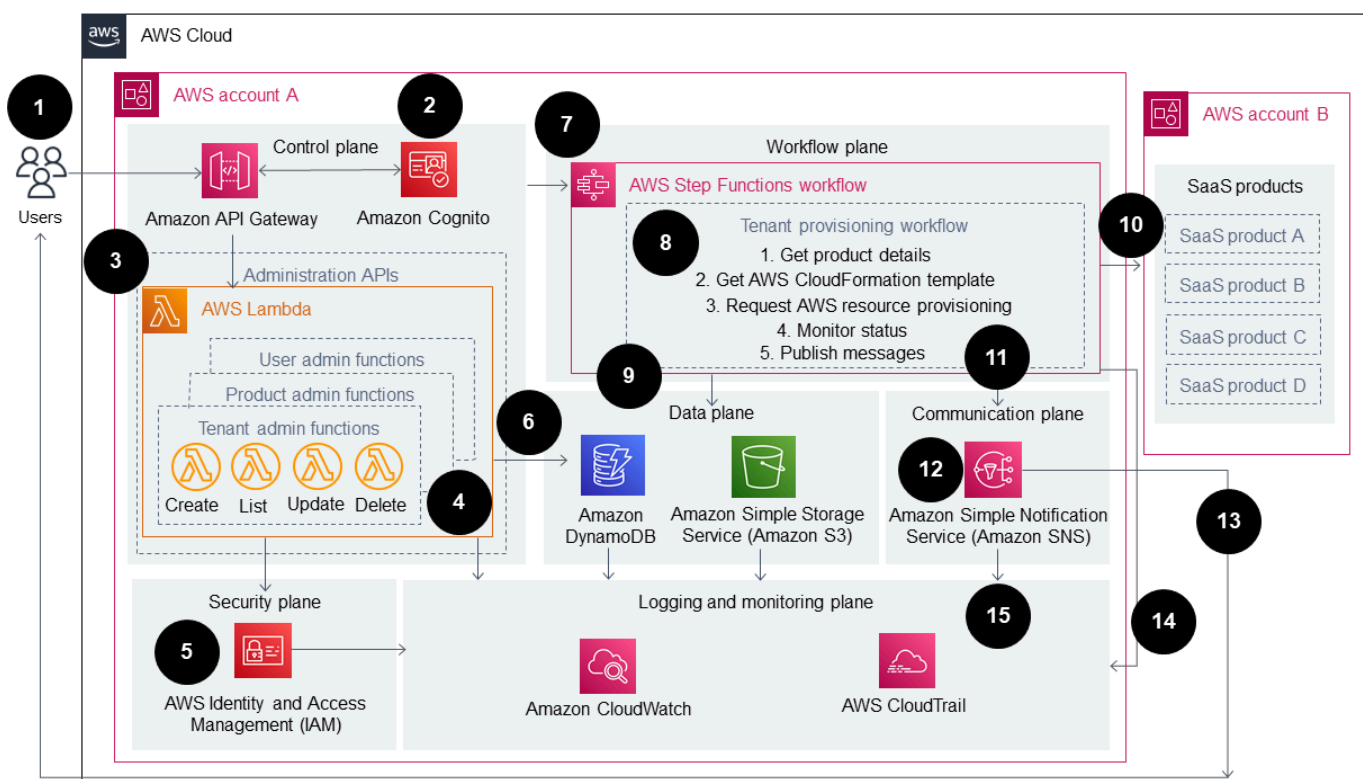 aws
AWS Cloud
1
Users
AWS account A
2
Control plane
Amazon API Gateway
Amazon Cognito
3
Administration APIs
AWS Lambda
User admin functions
Product admin functions
Tenant admin functions
Create
List
Update
Delete
4
5
Security plane
AWS Identity and Access
Management (IAM)
6
7
Workflow plane
AWS Step Functions workflow
8
Tenant provisioning workflow
1. Get product details
2. Get AWS CloudFormation template
3. Request AWS resource provisioning
4. Monitor status
5. Publish messages
9
Data plane
Amazon
DynamoDB
Amazon Simple Storage
Service (Amazon S3)
10
AWS account B
SaaS products
SaaS product A
SaaS product B
SaaS product C
SaaS product D
11
Communication plane
12
Amazon Simple Notification
Service (Amazon SNS)
13
14
15
Logging and monitoring plane
Amazon CloudWatch
AWS CloudTrail